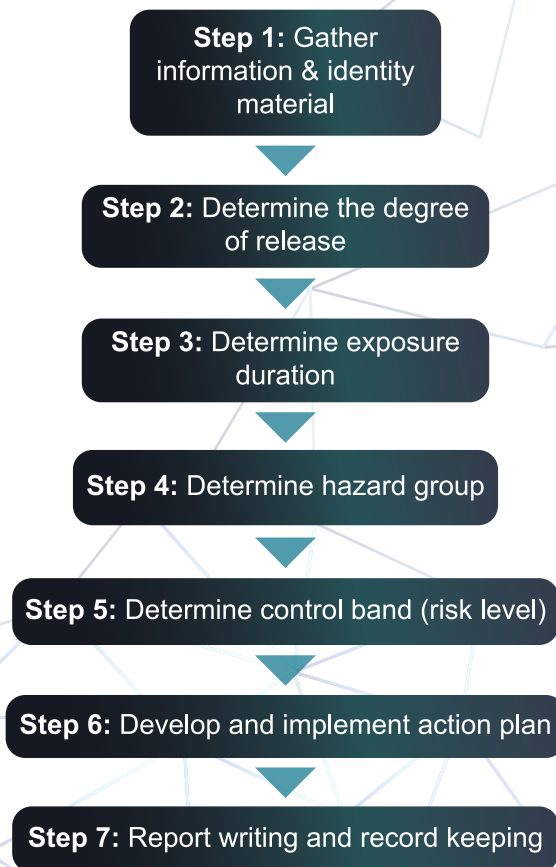 Step 1: Gather
information & identity
material
Step 2: Determine the degree
of release
Step 3: Determine exposure
duration
Step 4: Determine hazard group
Step 5: Determine control band (risk level)
Step 6: Develop and implement action plan
Step 7: Report writing and record keeping